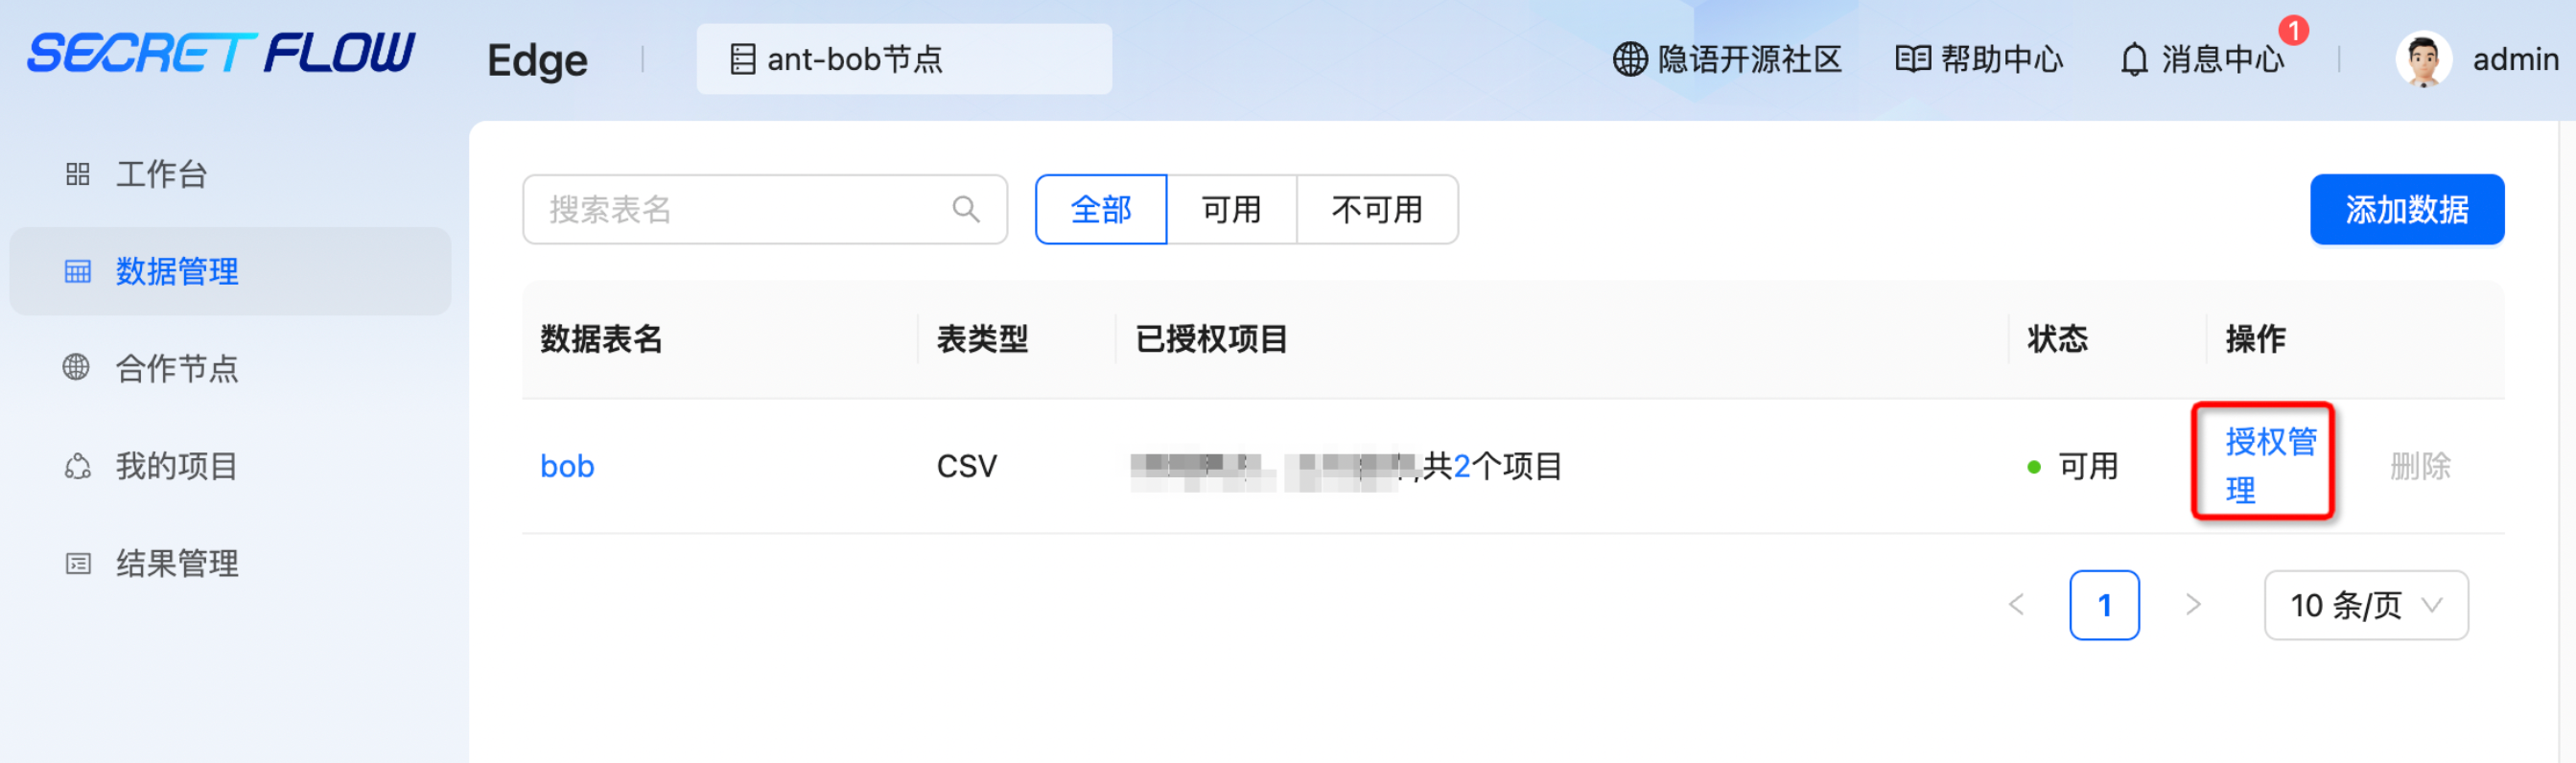 SECRET FLOW
Edge
ant-bob节点
隐语开源社区
帮助中心
消息中心
1
admin
工作台
数据管理
合作节点
我的项目
结果管理
搜索表名
全部
可用
不可用
添加数据
数据表名
表类型
已授权项目
状态
操作
bob
CSV
,共2个项目
可用
授权管
理
删除
1
10 条/页